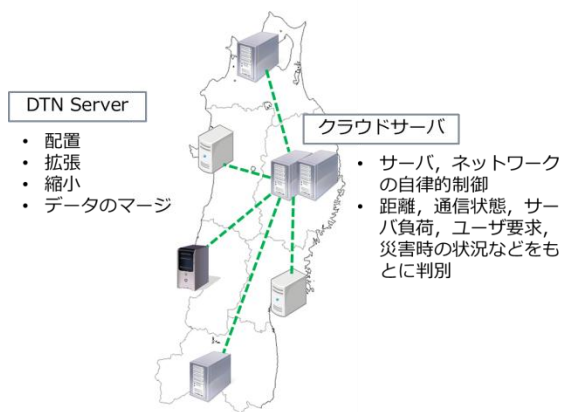 DTN Server
• 配置
• 拡張
• 縮小
• データのマージ
クラウドサーバ
• サーバ，ネットワーク
の自律的制御
• 距離，通信状態，サー
バ負荷，ユーザ要求，
災害時の状況などをも
とに判別